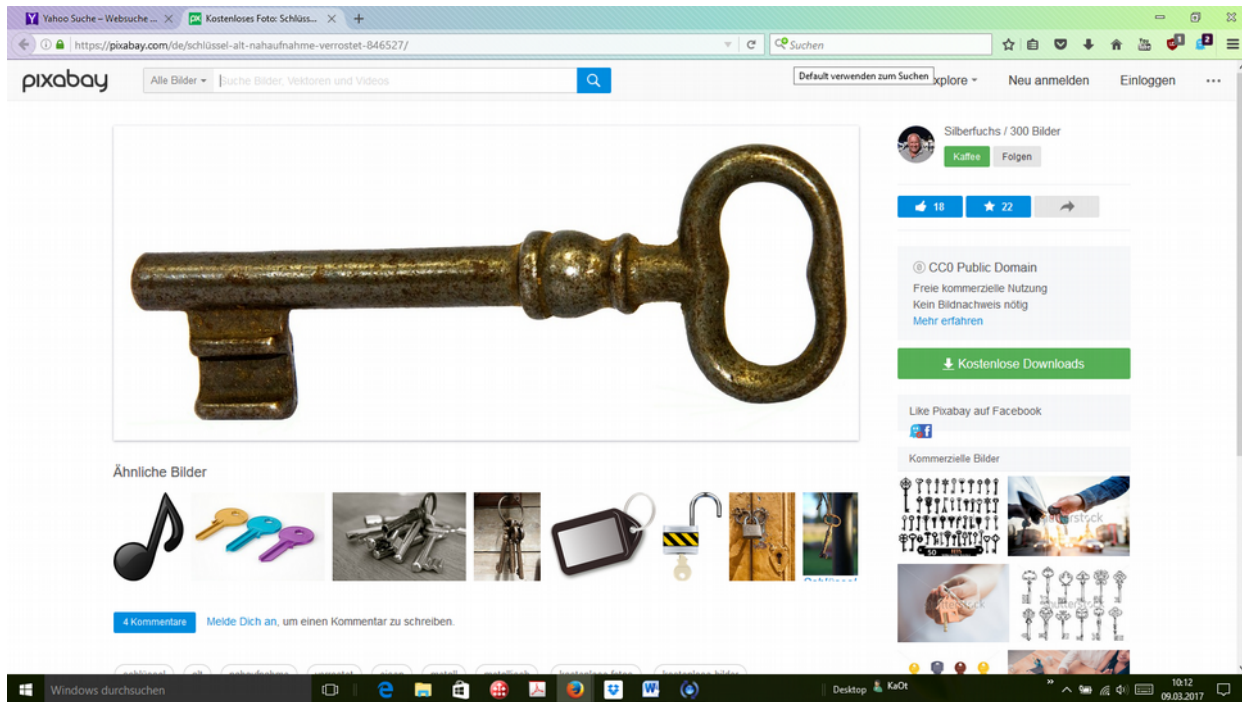 Yahoo Suche – Websuche ...
Kostenloses Foto: Schlüss...
https://pixabay.com/de/schlüssel-alt-nahaufnahme-verrostet-846527/
Suchen
1
2
pixabay
Alle Bilder
Suche Bilder, Vektoren und Videos
Default verwenden zum Suchen
xplore
Neu anmelden
Einloggen
Silberfuchs / 300 Bilder
Kaffee
Folgen
18
22
CC0 Public Domain
Freie kommerzielle Nutzung
Kein Bildnachweis nötig
Mehr erfahren
Kostenlose Downloads
Like Pixabay auf Facebook
Kommerzielle Bilder
50
Ähnliche Bilder
4 Kommentare
Melde Dich an, um einen Kommentar zu schreiben.
Windows durchsuchen
Desktop
KaOt
10:12
09.03.2017